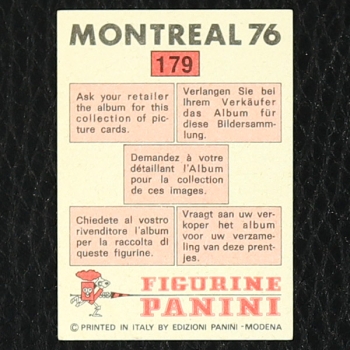 MONTREAL 76
179
Ask your retailer
the album for this
collection of pic-
ture cards.
Verlangen Sie bei
Ihrem Verkäufer
das Album für
diese Bildersamm-
lung.
Demandez à votre
détaillant l'Album
pour la collection
de ces images.
Chiedete al vostro
rivenditore l'album
per la raccolta di
queste figurine.
Vraagt aan uw ver-
koper het album
voor uw verzame-
ling van deze prent-
jes.
FIGURINE
PANINI
© PRINTED IN ITALY BY EDIZIONI PANINI - MODENA